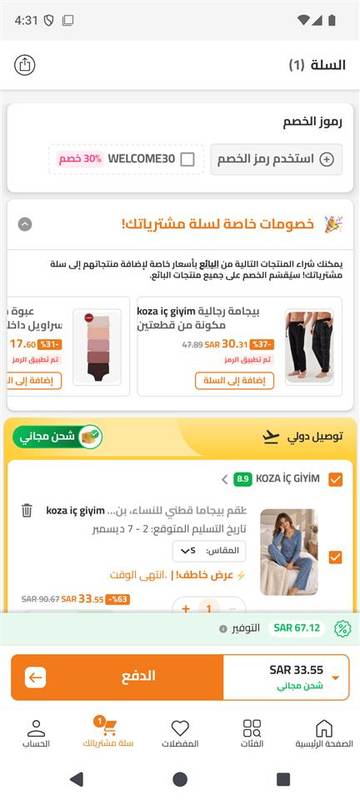 4:31
السلة (1)
رموز الخصم
استخدم رمز الخصم
WELCOME30 30% خصم
خصومات خاصة لسلة مشترياتك!
يمكنك شراء المنتجات التالية من البائع بأسعار خاصة لإضافة منتجاتهم إلى سلة
مشترياتك! سيُقسّم الخصم على جميع منتجات البائع.
koza iç giyim بيجامة رجالية
مكونة من قطعتين
47.89 SAR 30.31 -%37
تم تطبيق الرمز
إضافة إلى السلة
عبوة
سراويل داخل
17.60 -%31
تم تطبيق الرمز
إضافة إلى ال
توصيل دولي
شحن مجاني
KOZA İÇ GİYİM 8.9
koza iç giyim طقم بيجاما قطني للنساء، بن...
تاريخ التسليم المتوقع: 2 - 7 ديسمبر
المقاس: S
عرض خاطف! | انتهى الوقت.
SAR 90.67 SAR 33.55 -%63
1
التوفير SAR 67.12
SAR 33.55
شحن مجاني
الدفع
الصفحة الرئيسية
الفئات
المفضلات
سلة مشترياتك
1
الحساب